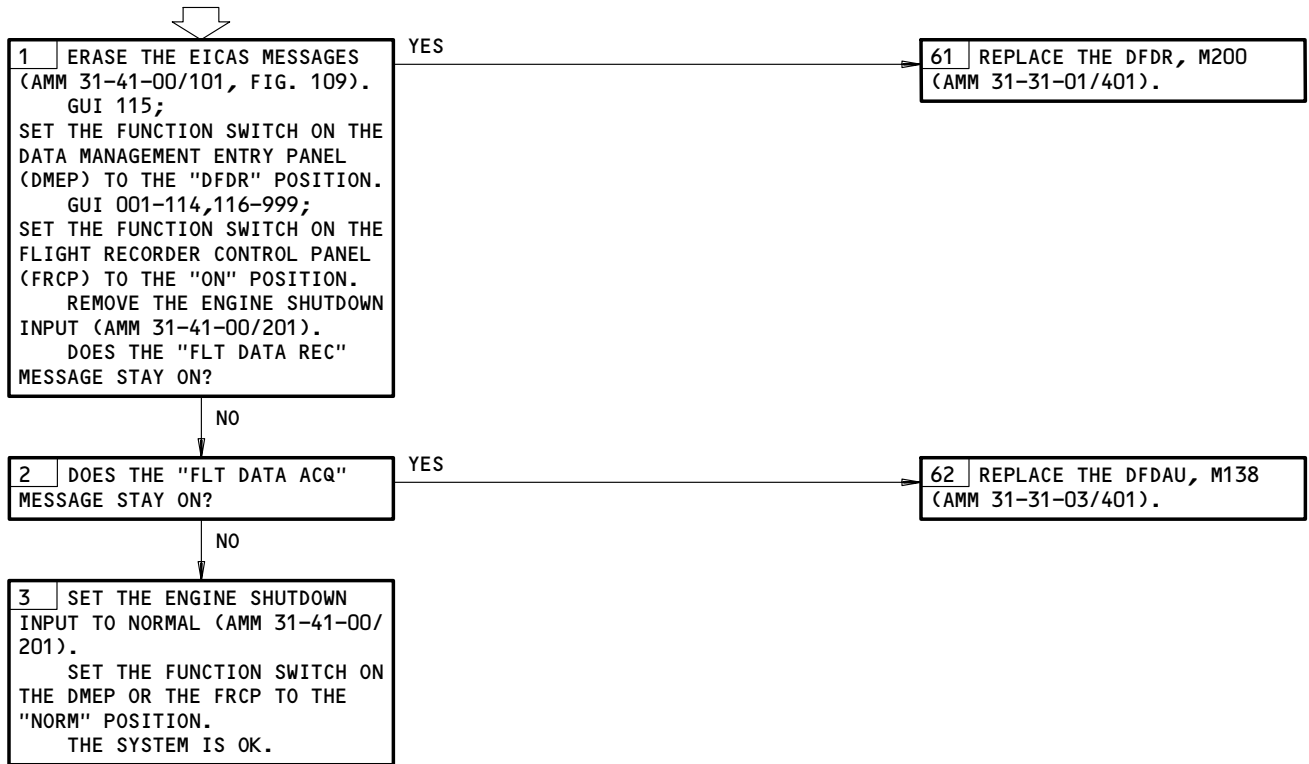 1 ERASE THE EICAS MESSAGES
(AMM 31-41-00/101, FIG. 109).
GUI 115;
SET THE FUNCTION SWITCH ON THE
DATA MANAGEMENT ENTRY PANEL
(DMEP) TO THE "DFDR" POSITION.
GUI 001-114,116-999;
SET THE FUNCTION SWITCH ON THE
FLIGHT RECORDER CONTROL PANEL
(FRCP) TO THE "ON" POSITION.
REMOVE THE ENGINE SHUTDOWN
INPUT (AMM 31-41-00/201).
DOES THE "FLT DATA REC"
MESSAGE STAY ON?
YES
61 REPLACE THE DFDR, M200
(AMM 31-31-01/401).
NO
2 DOES THE "FLT DATA ACQ"
MESSAGE STAY ON?
YES
62 REPLACE THE DFDAU, M138
(AMM 31-31-03/401).
NO
3 SET THE ENGINE SHUTDOWN
INPUT TO NORMAL (AMM 31-41-00/
201).
SET THE FUNCTION SWITCH ON
THE DMEP OR THE FRCP TO THE
"NORM" POSITION.
THE SYSTEM IS OK.